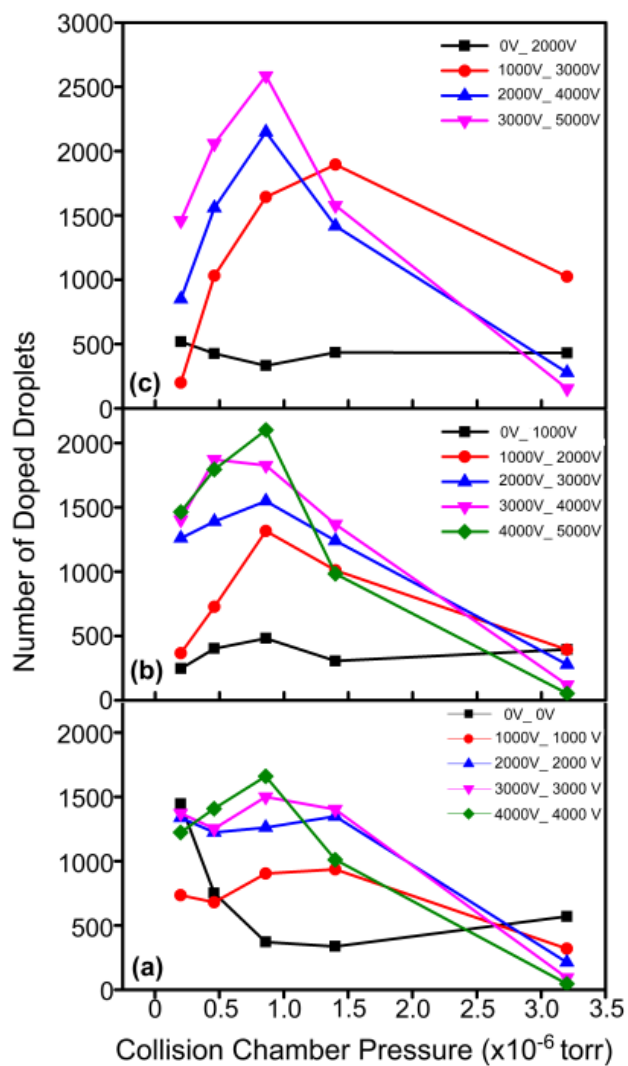 3000
2500
2000
1500
1000
500
0
0V_ 2000V
1000V_ 3000V
2000V_ 4000V
3000V_ 5000V
(c)
2000
1500
1000
500
0
0V_ 1000V
1000V_ 2000V
2000V_ 3000V
3000V_ 4000V
4000V_ 5000V
(b)
2000
1500
1000
500
0
0V_ 0V
1000V_ 1000 V
2000V_ 2000 V
3000V_ 3000 V
4000V_ 4000 V
(a)
0 0.5 1.0 1.5 2.0 2.5 3.0 3.5
Collision Chamber Pressure (x10⁻⁶ torr)
Number of Doped Droplets